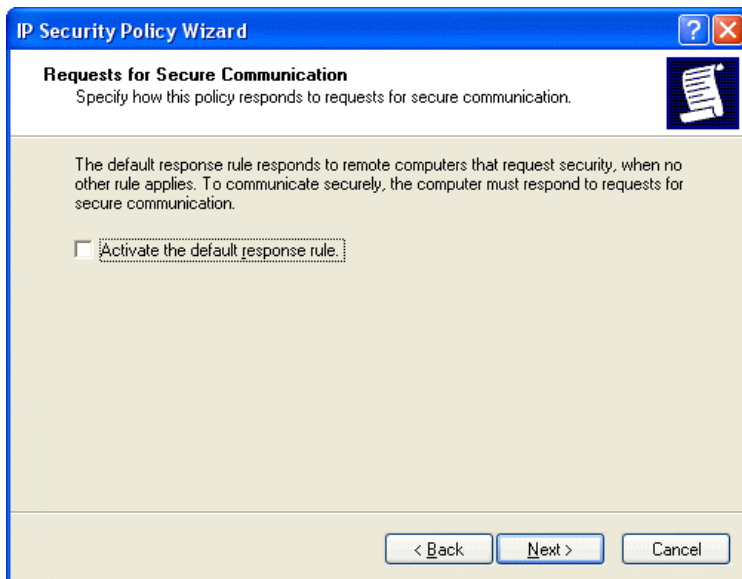 IP Security Policy Wizard
?
Requests for Secure Communication
Specify how this policy responds to requests for secure communication.
The default response rule responds to remote computers that request security, when no
other rule applies. To communicate securely, the computer must respond to requests for
secure communication.
Activate the default response rule.
< Back
Next >
Cancel